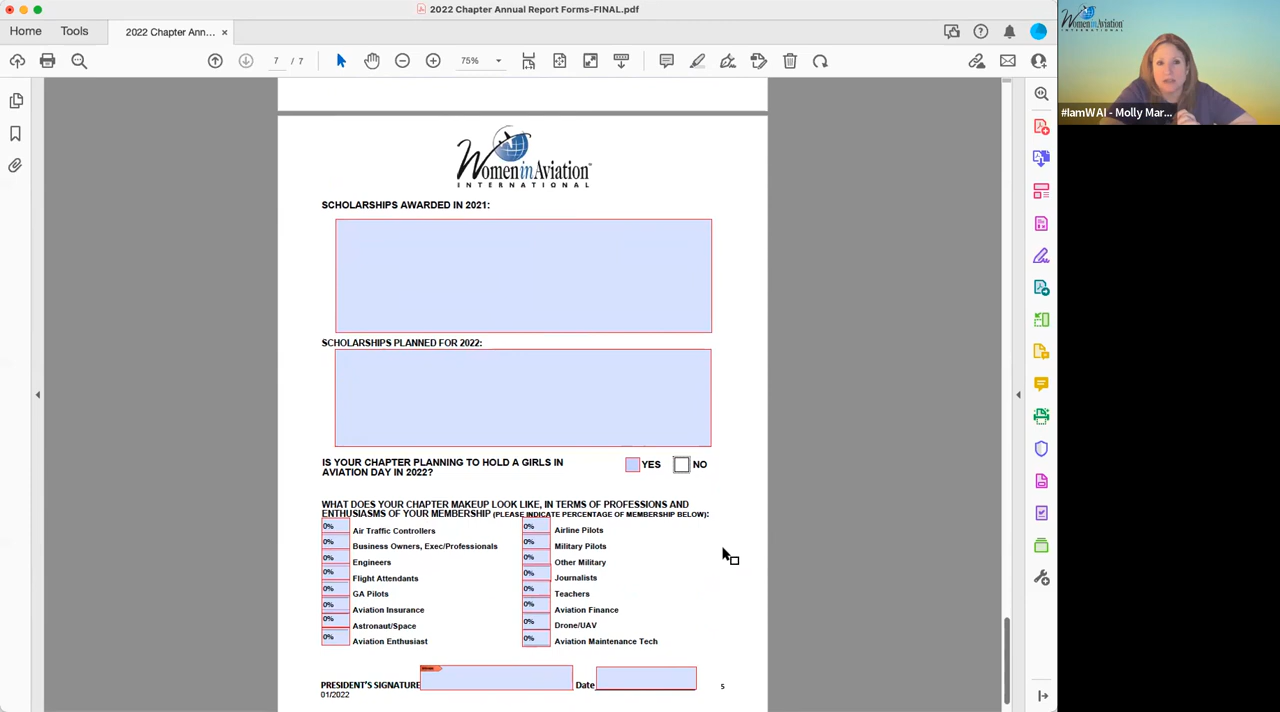 2022 Chapter Annual Report Forms-FINAL.pdf
Home
Tools
2022 Chapter Ann... ×
7 / 7
75%
Women in Aviation
INTERNATIONAL
#IamWAI - Molly Mar...
Women in Aviation
INTERNATIONAL
SCHOLARSHIPS AWARDED IN 2021:
SCHOLARSHIPS PLANNED FOR 2022:
IS YOUR CHAPTER PLANNING TO HOLD A GIRLS IN
AVIATION DAY IN 2022?
YES NO
WHAT DOES YOUR CHAPTER MAKEUP LOOK LIKE, IN TERMS OF PROFESSIONS AND
ENTHUSIASMS OF YOUR MEMBERSHIP (PLEASE INDICATE PERCENTAGE OF MEMBERSHIP BELOW):
0% Air Traffic Controllers
0% Business Owners, Exec/Professionals
0% Engineers
0% Flight Attendants
0% GA Pilots
0% Aviation Insurance
0% Astronaut/Space
0% Aviation Enthusiast
0% Airline Pilots
0% Military Pilots
0% Other Military
0% Journalists
0% Teachers
0% Aviation Finance
0% Drone/UAV
0% Aviation Maintenance Tech
PRESIDENT'S SIGNATURE Date 5
01/2022